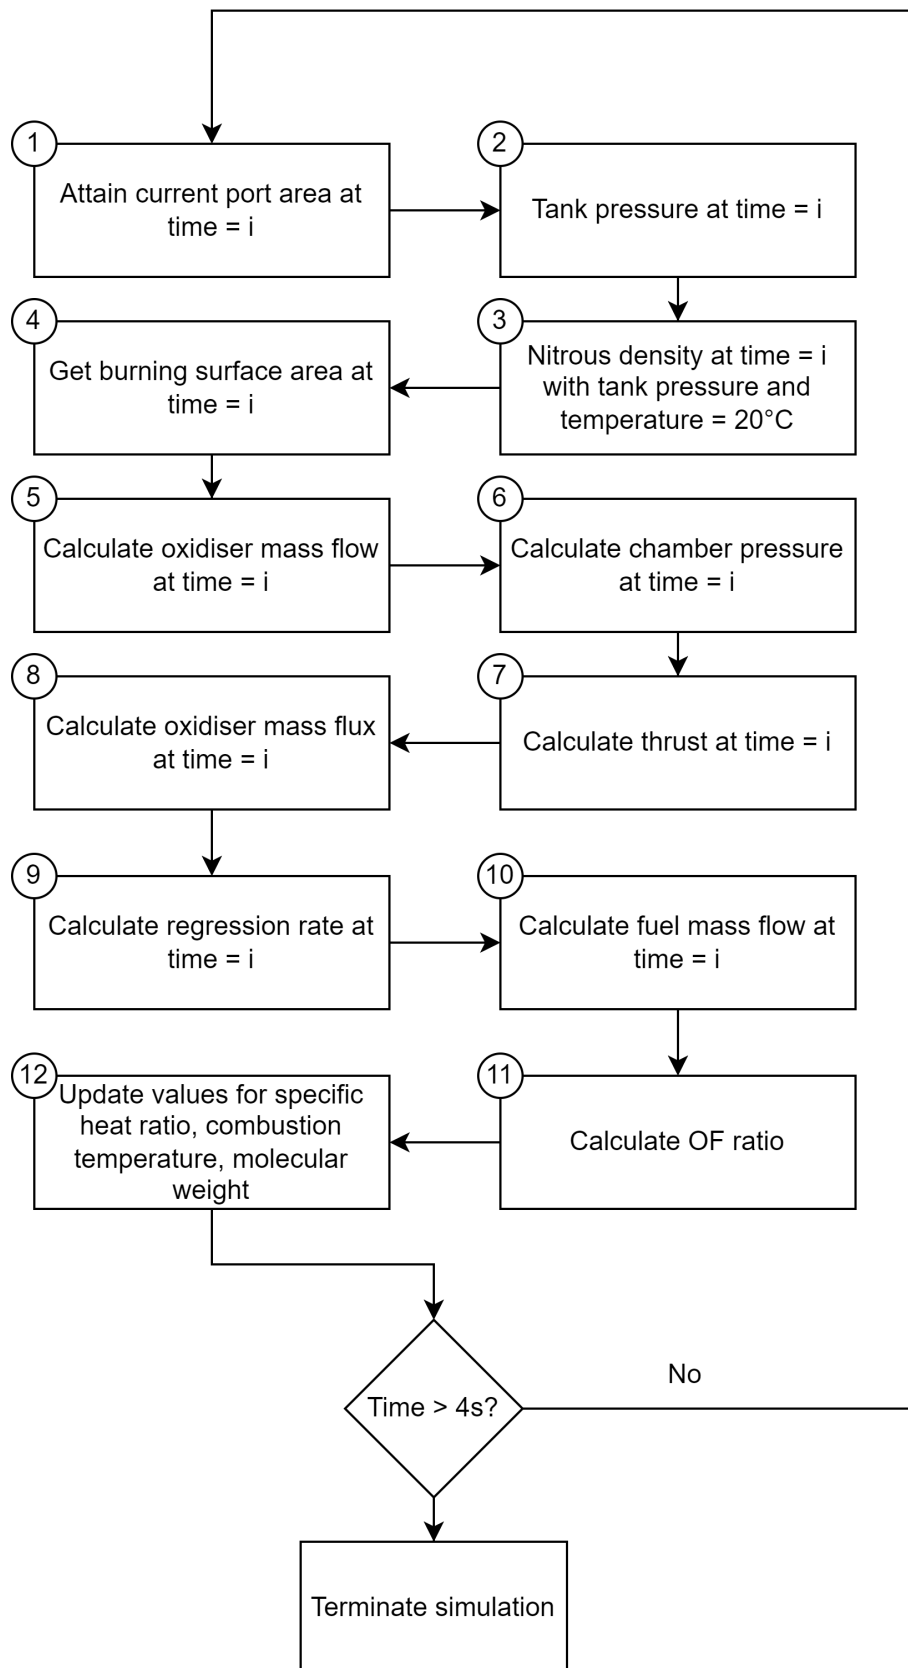 1
Attain current port area at
time = i
2
Tank pressure at time = i
3
Nitrous density at time = i
with tank pressure and
temperature = 20°C
4
Get burning surface area at
time = i
5
Calculate oxidiser mass flow
at time = i
6
Calculate chamber pressure
at time = i
7
Calculate thrust at time = i
8
Calculate oxidiser mass flux
at time = i
9
Calculate regression rate at
time = i
10
Calculate fuel mass flow at
time = i
11
Calculate OF ratio
12
Update values for specific
heat ratio, combustion
temperature, molecular
weight
Time > 4s?
No
Terminate simulation